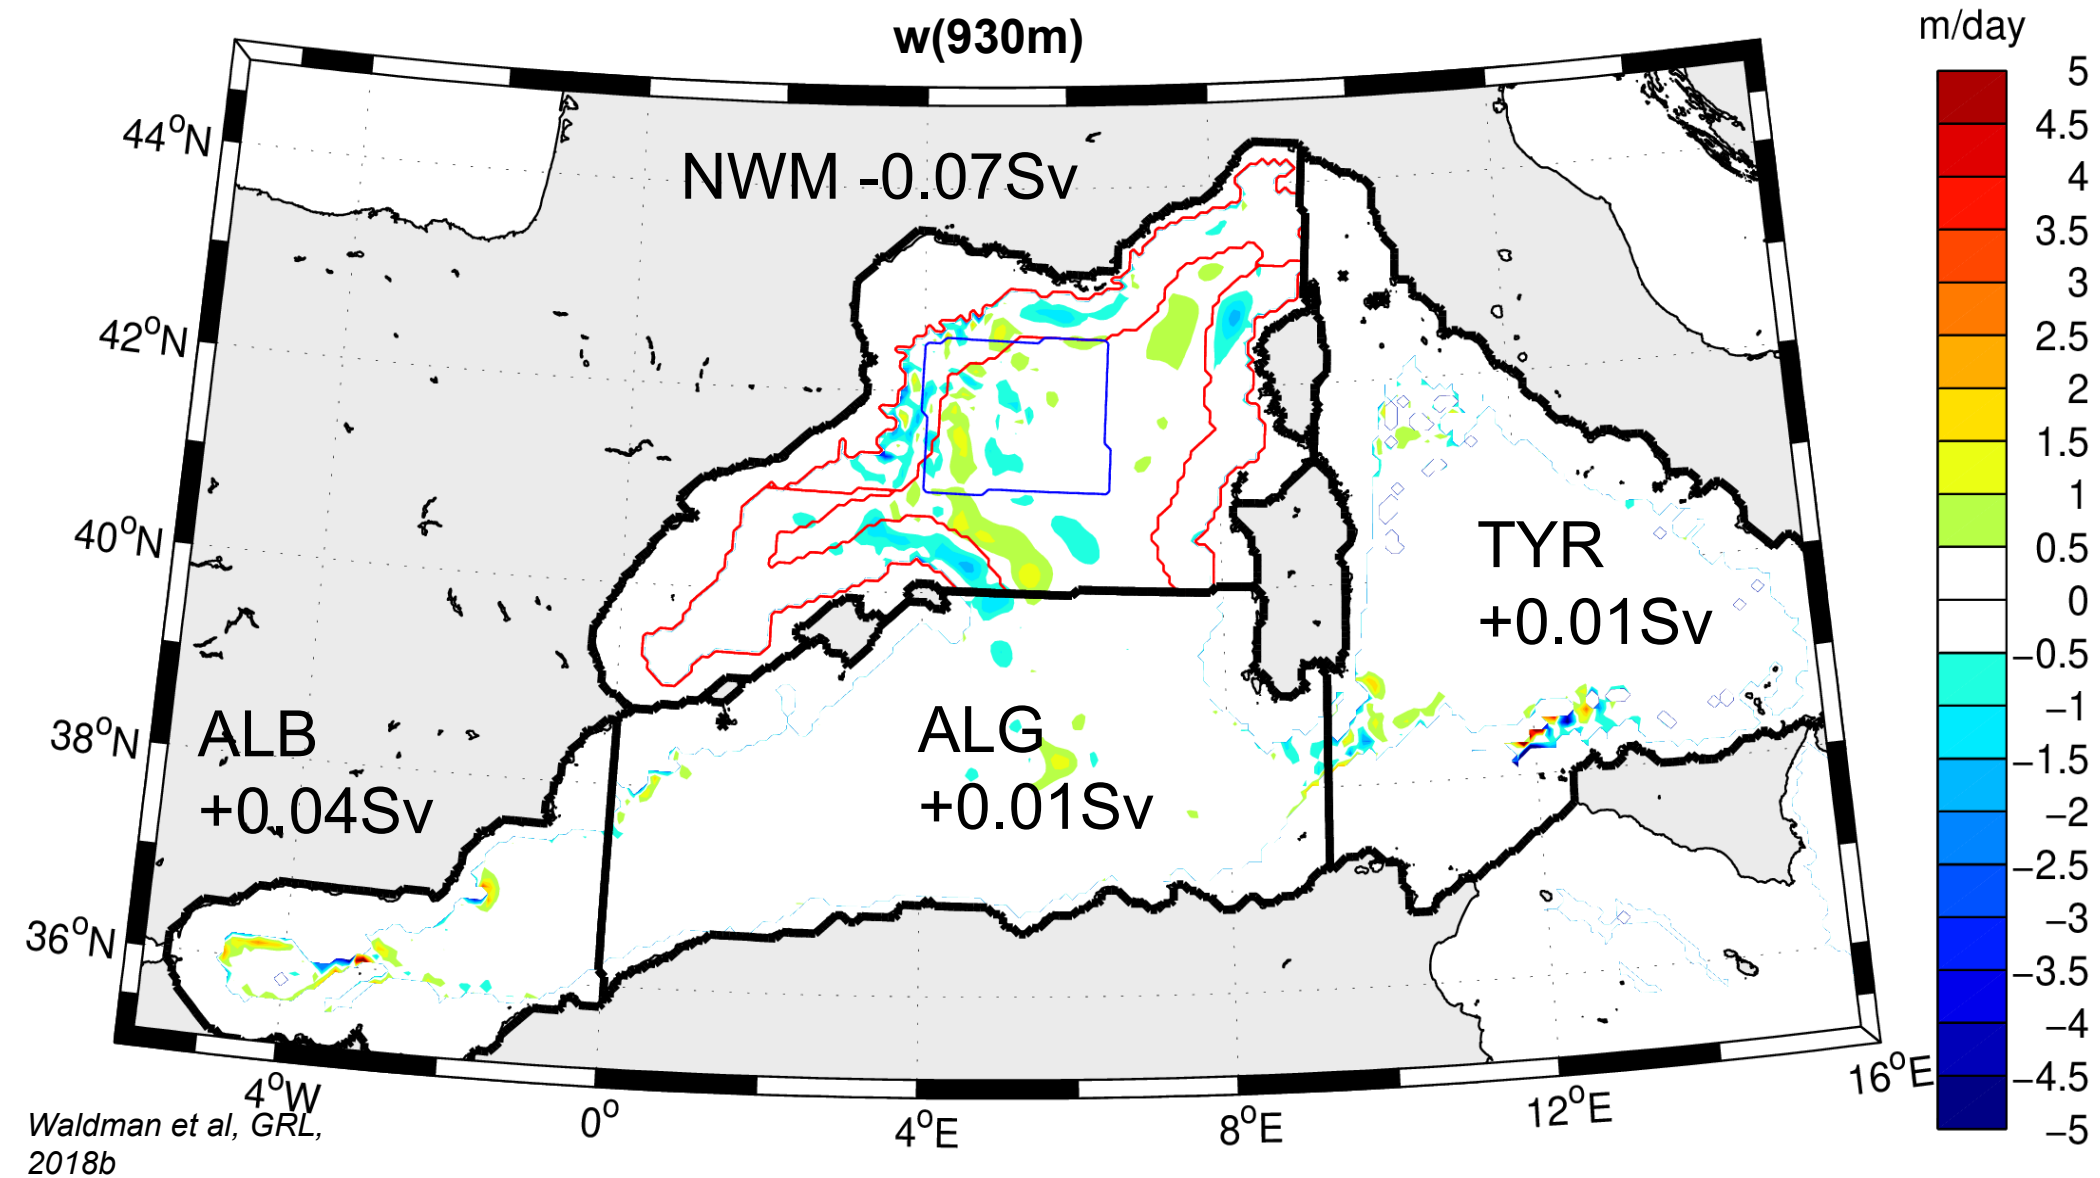 w(930m)
m/day
NWM -0.07Sv
TYR
+0.01Sv
ALB
+0.04Sv
ALG
+0.01Sv
44°N
42°N
40°N
38°N
36°N
4°W
0°
4°E
8°E
12°E
16°E
5
4.5
4
3.5
3
2.5
2
1.5
1
0.5
0
−0.5
−1
−1.5
−2
−2.5
−3
−3.5
−4
−4.5
−5
Waldman et al, GRL,
2018b